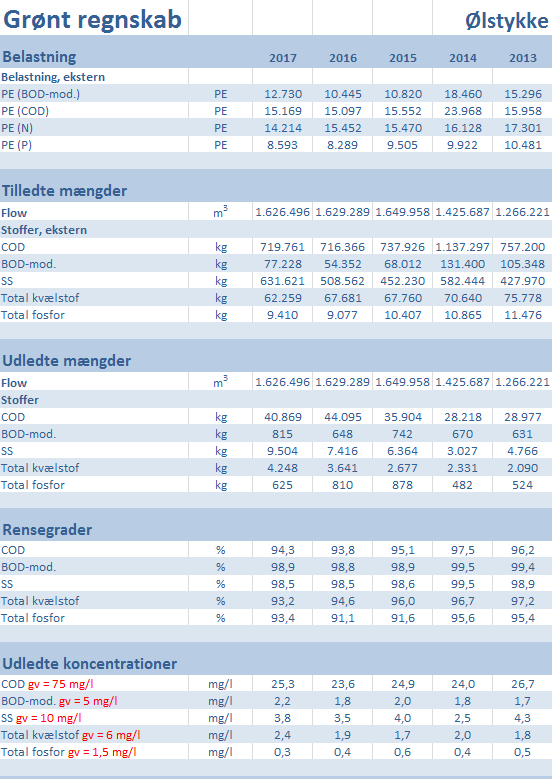 Grønt regnskab Ølstykke
Belastning 2017 2016 2015 2014 2013
Belastning, ekstern
PE (BOD-mod.) PE 12.730 10.445 10.820 18.460 15.296
PE (COD) PE 15.169 15.097 15.552 23.968 15.958
PE (N) PE 14.214 15.452 15.470 16.128 17.301
PE (P) PE 8.593 8.289 9.505 9.922 10.481
Tilledte mængder
Flow m³ 1.626.496 1.629.289 1.649.958 1.425.687 1.266.221
Stoffer, ekstern
COD kg 719.761 716.366 737.926 1.137.297 757.200
BOD-mod. kg 77.228 54.352 68.012 131.400 105.348
SS kg 631.621 508.562 452.230 582.444 427.970
Total kvælstof kg 62.259 67.681 67.760 70.640 75.778
Total fosfor kg 9.410 9.077 10.407 10.865 11.476
Udledte mængder
Flow m³ 1.626.496 1.629.289 1.649.958 1.425.687 1.266.221
Stoffer
COD kg 40.869 44.095 35.904 28.218 28.977
BOD-mod. kg 815 648 742 670 631
SS kg 9.504 7.416 6.364 3.027 4.766
Total kvælstof kg 4.248 3.641 2.677 2.331 2.090
Total fosfor kg 625 810 878 482 524
Rensegrader
COD % 94,3 93,8 95,1 97,5 96,2
BOD-mod. % 98,9 98,8 98,9 99,5 99,4
SS % 98,5 98,5 98,6 99,5 98,9
Total kvælstof % 93,2 94,6 96,0 96,7 97,2
Total fosfor % 93,4 91,1 91,6 95,6 95,4
Udledte koncentrationer
COD gv = 75 mg/l mg/l 25,3 23,6 24,9 24,0 26,7
BOD-mod. gv = 5 mg/l mg/l 2,2 1,8 2,0 1,8 1,7
SS gv = 10 mg/l mg/l 3,8 3,5 4,0 2,5 4,3
Total kvælstof gv = 6 mg/l mg/l 2,4 1,9 1,7 2,0 1,8
Total fosfor gv = 1,5 mg/l mg/l 0,3 0,4 0,6 0,4 0,5